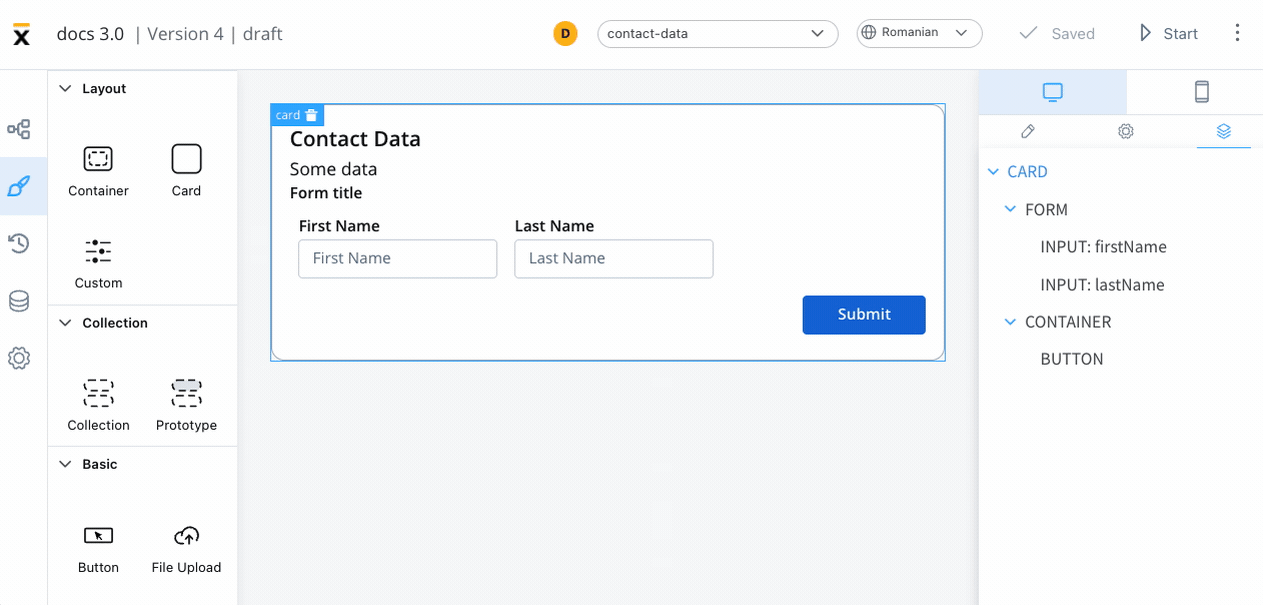 docs 3.0 | Version 4 | draft
D
contact-data
Romanian
Saved
Start
Layout
Container
Card
Custom
Collection
Collection
Prototype
Basic
Button
File Upload
card
Contact Data
Some data
Form title
First Name
Last Name
First Name
Last Name
Submit
CARD
FORM
INPUT: firstName
INPUT: lastName
CONTAINER
BUTTON